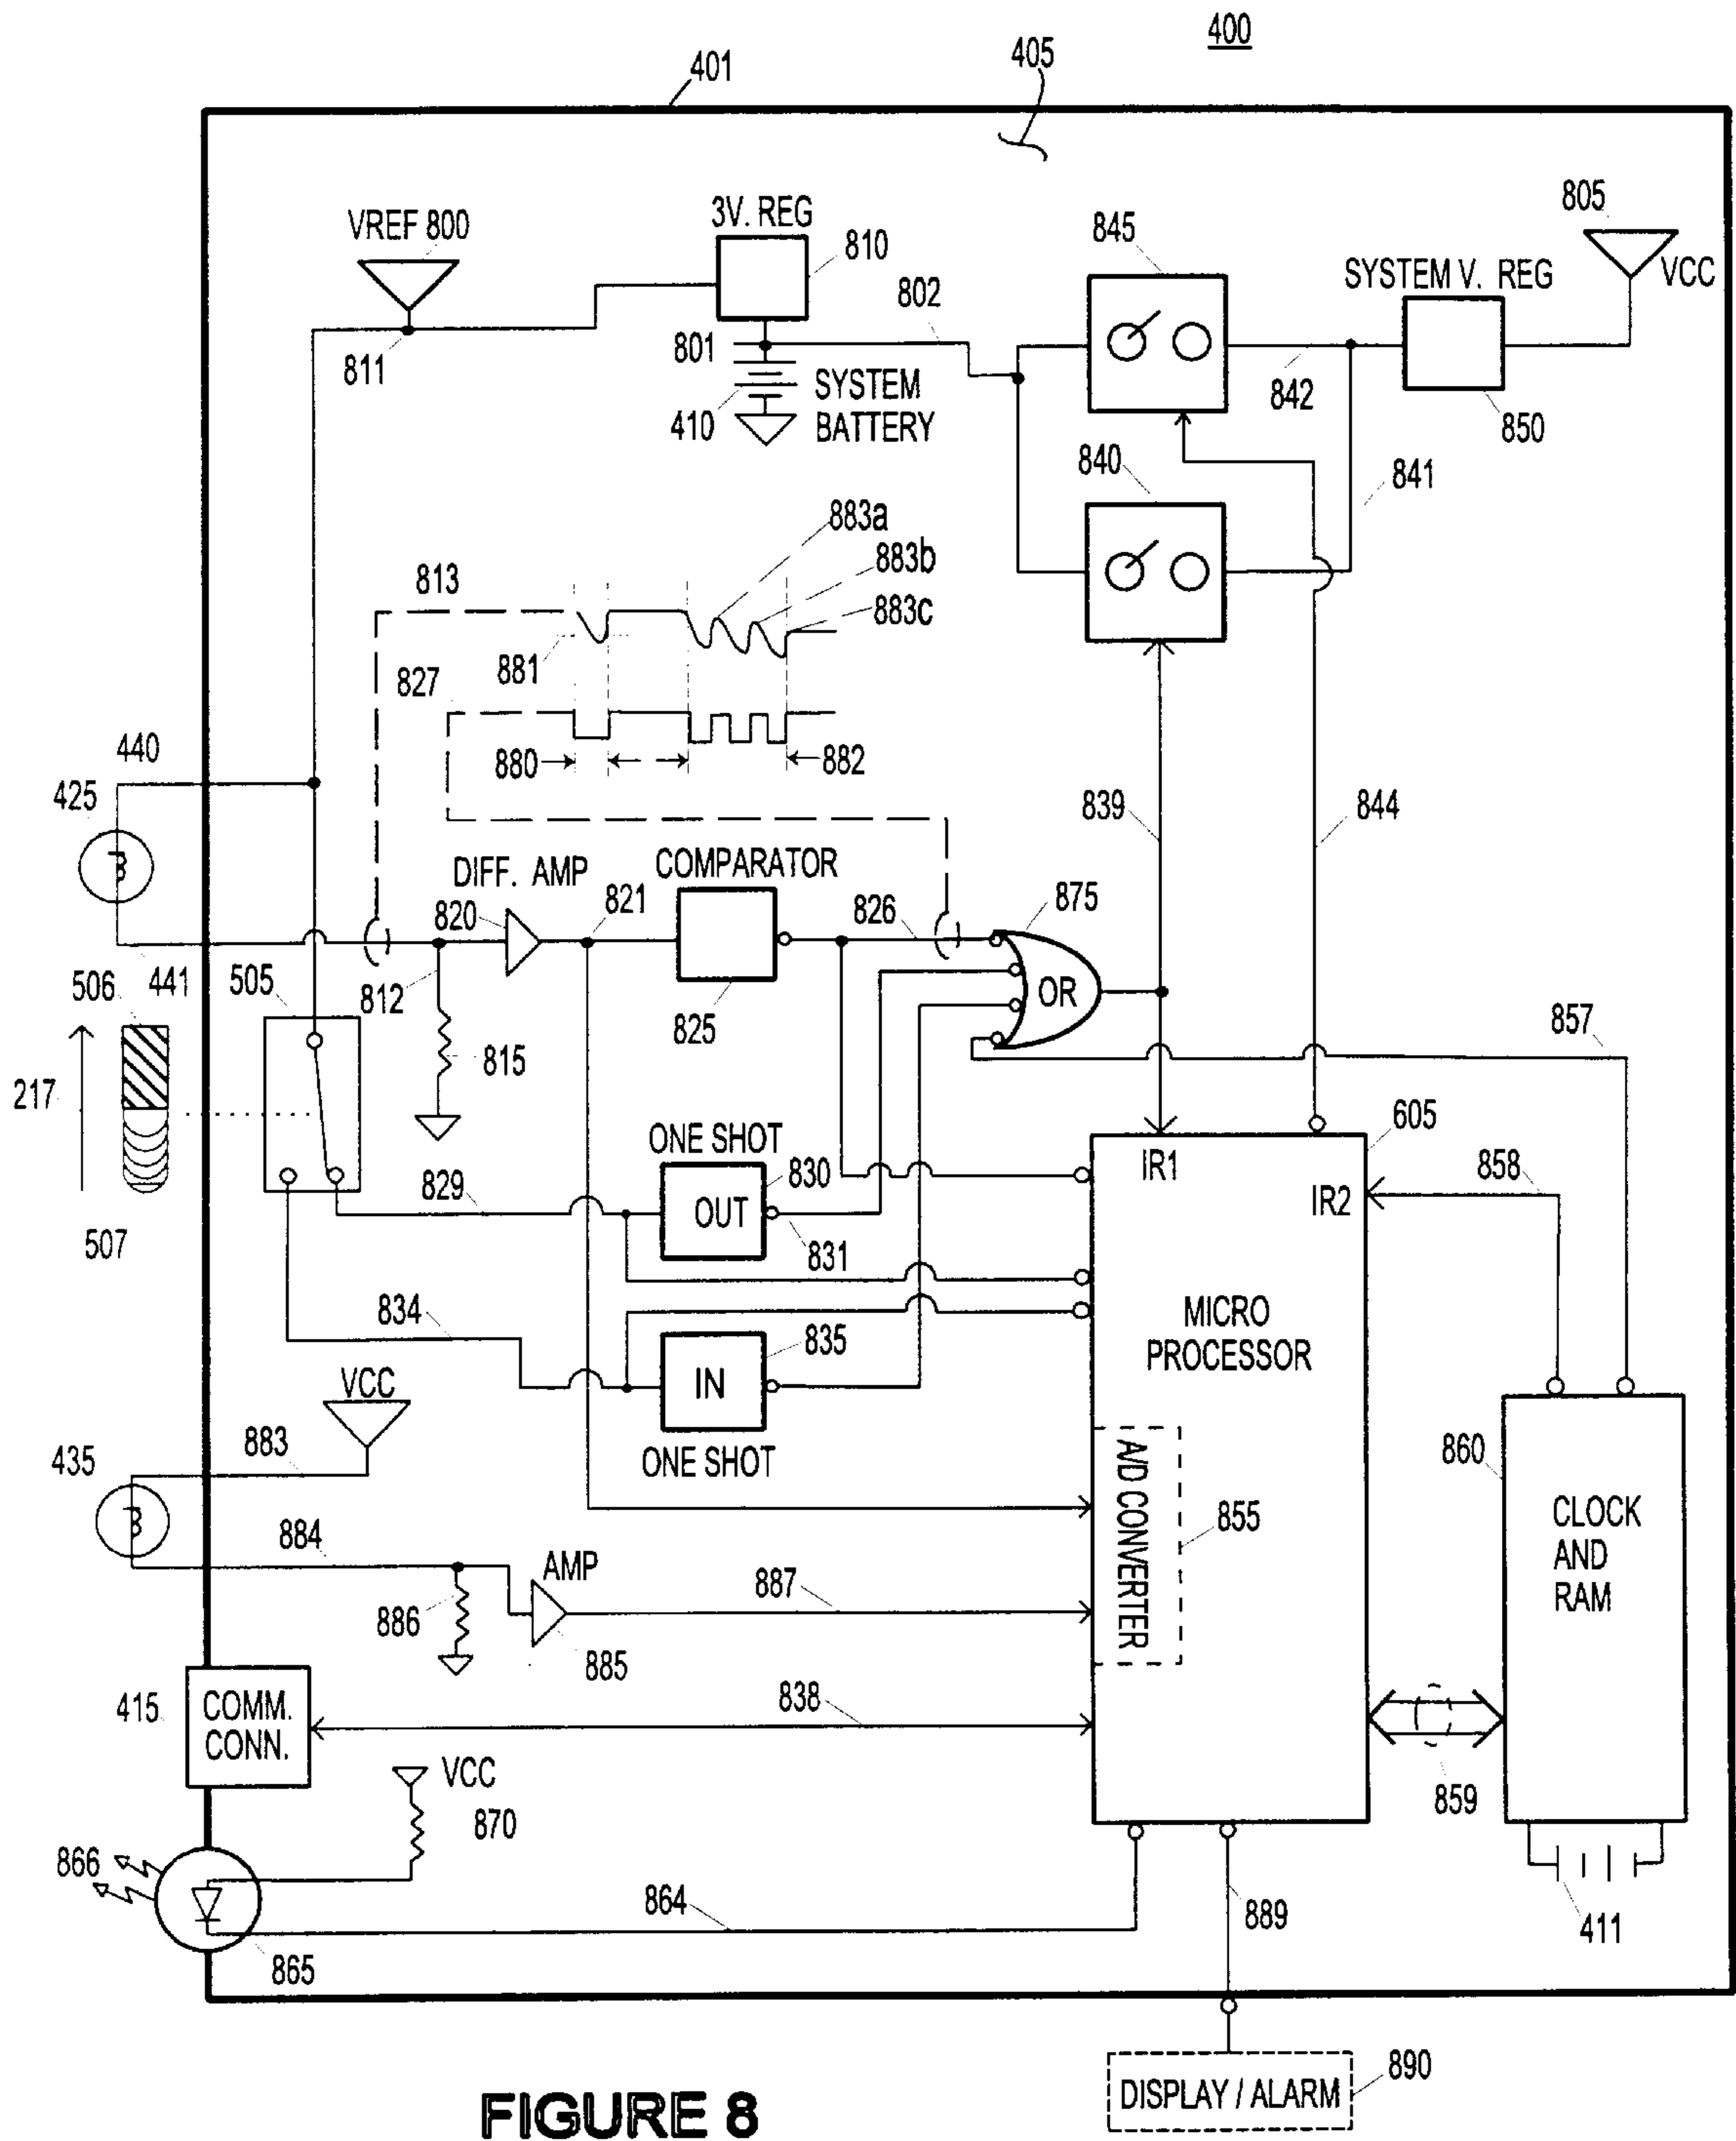 400
401
405
VREF 800
3V. REG
810
845
805
VCC
SYSTEM V. REG
802
801
811
842
850
SYSTEM
BATTERY
410
840
841
883a
883b
883c
813
881
827
880
882
440
425
839
844
DIFF. AMP
COMPARATOR
820
821
826
875
OR
506
441
505
812
825
815
857
217
507
ONE SHOT
830
OUT
829
831
605
IR1
IR2
858
834
835
IN
ONE SHOT
MICRO
PROCESSOR
VCC
883
435
A/D CONVERTER
855
860
CLOCK
AND
RAM
884
AMP
886
885
887
415
COMM.
CONN.
838
859
VCC
870
866
865
864
889
411
DISPLAY / ALARM
890
FIGURE 8